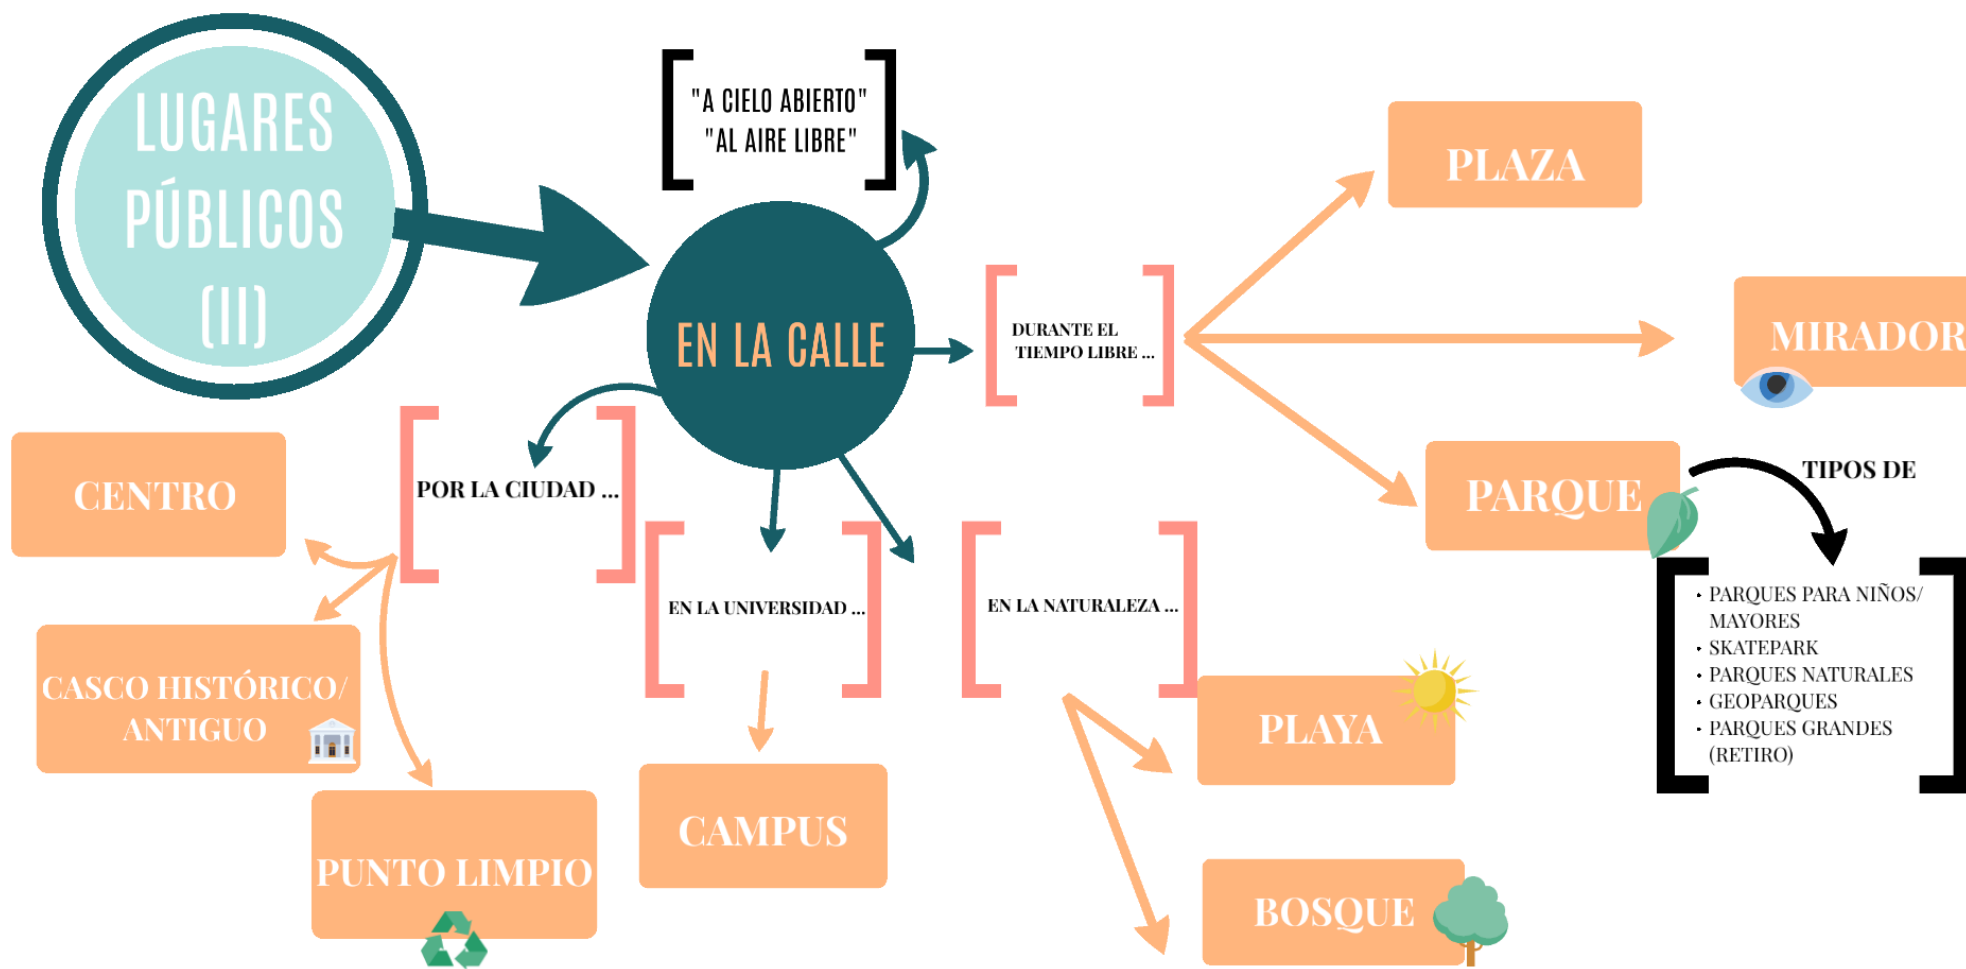 LUGARES
PÚBLICOS
(II)
"A CIELO ABIERTO"
"AL AIRE LIBRE"
EN LA CALLE
DURANTE EL
TIEMPO LIBRE ...
PLAZA
MIRADOR
PARQUE
TIPOS DE
• PARQUES PARA NIÑOS/
MAYORES
• SKATEPARK
• PARQUES NATURALES
• GEOPARQUES
• PARQUES GRANDES
(RETIRO)
POR LA CIUDAD ...
CENTRO
CASCO HISTÓRICO/
ANTIGUO
PUNTO LIMPIO
EN LA UNIVERSIDAD ...
CAMPUS
EN LA NATURALEZA ...
PLAYA
BOSQUE